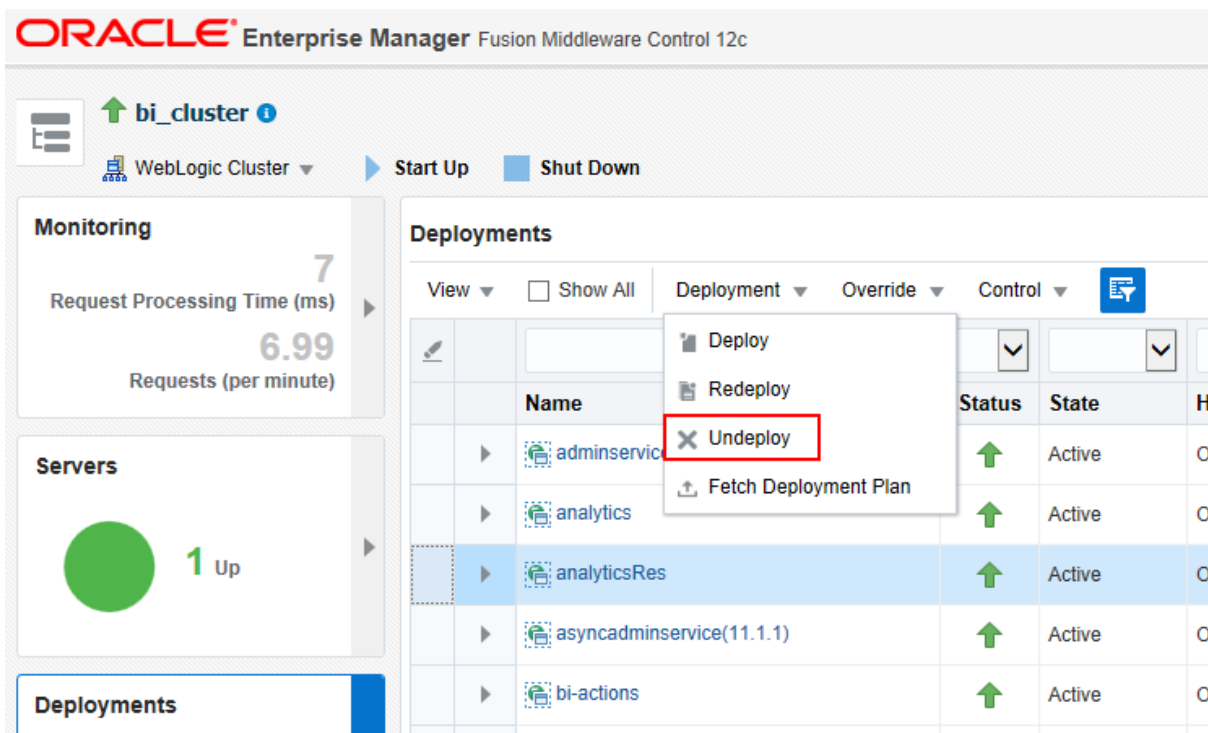 ORACLE Enterprise Manager Fusion Middleware Control 12c
bi_cluster
WebLogic Cluster Start Up Shut Down
Monitoring
7
Request Processing Time (ms)
6.99
Requests (per minute)
Servers
1 Up
Deployments
Deployments
View Show All Deployment Override Control
Deploy
Redeploy
Undeploy
Fetch Deployment Plan
Name Status State
adminservic Active
analytics Active
analyticsRes Active
asyncadminservice(11.1.1) Active
bi-actions Active